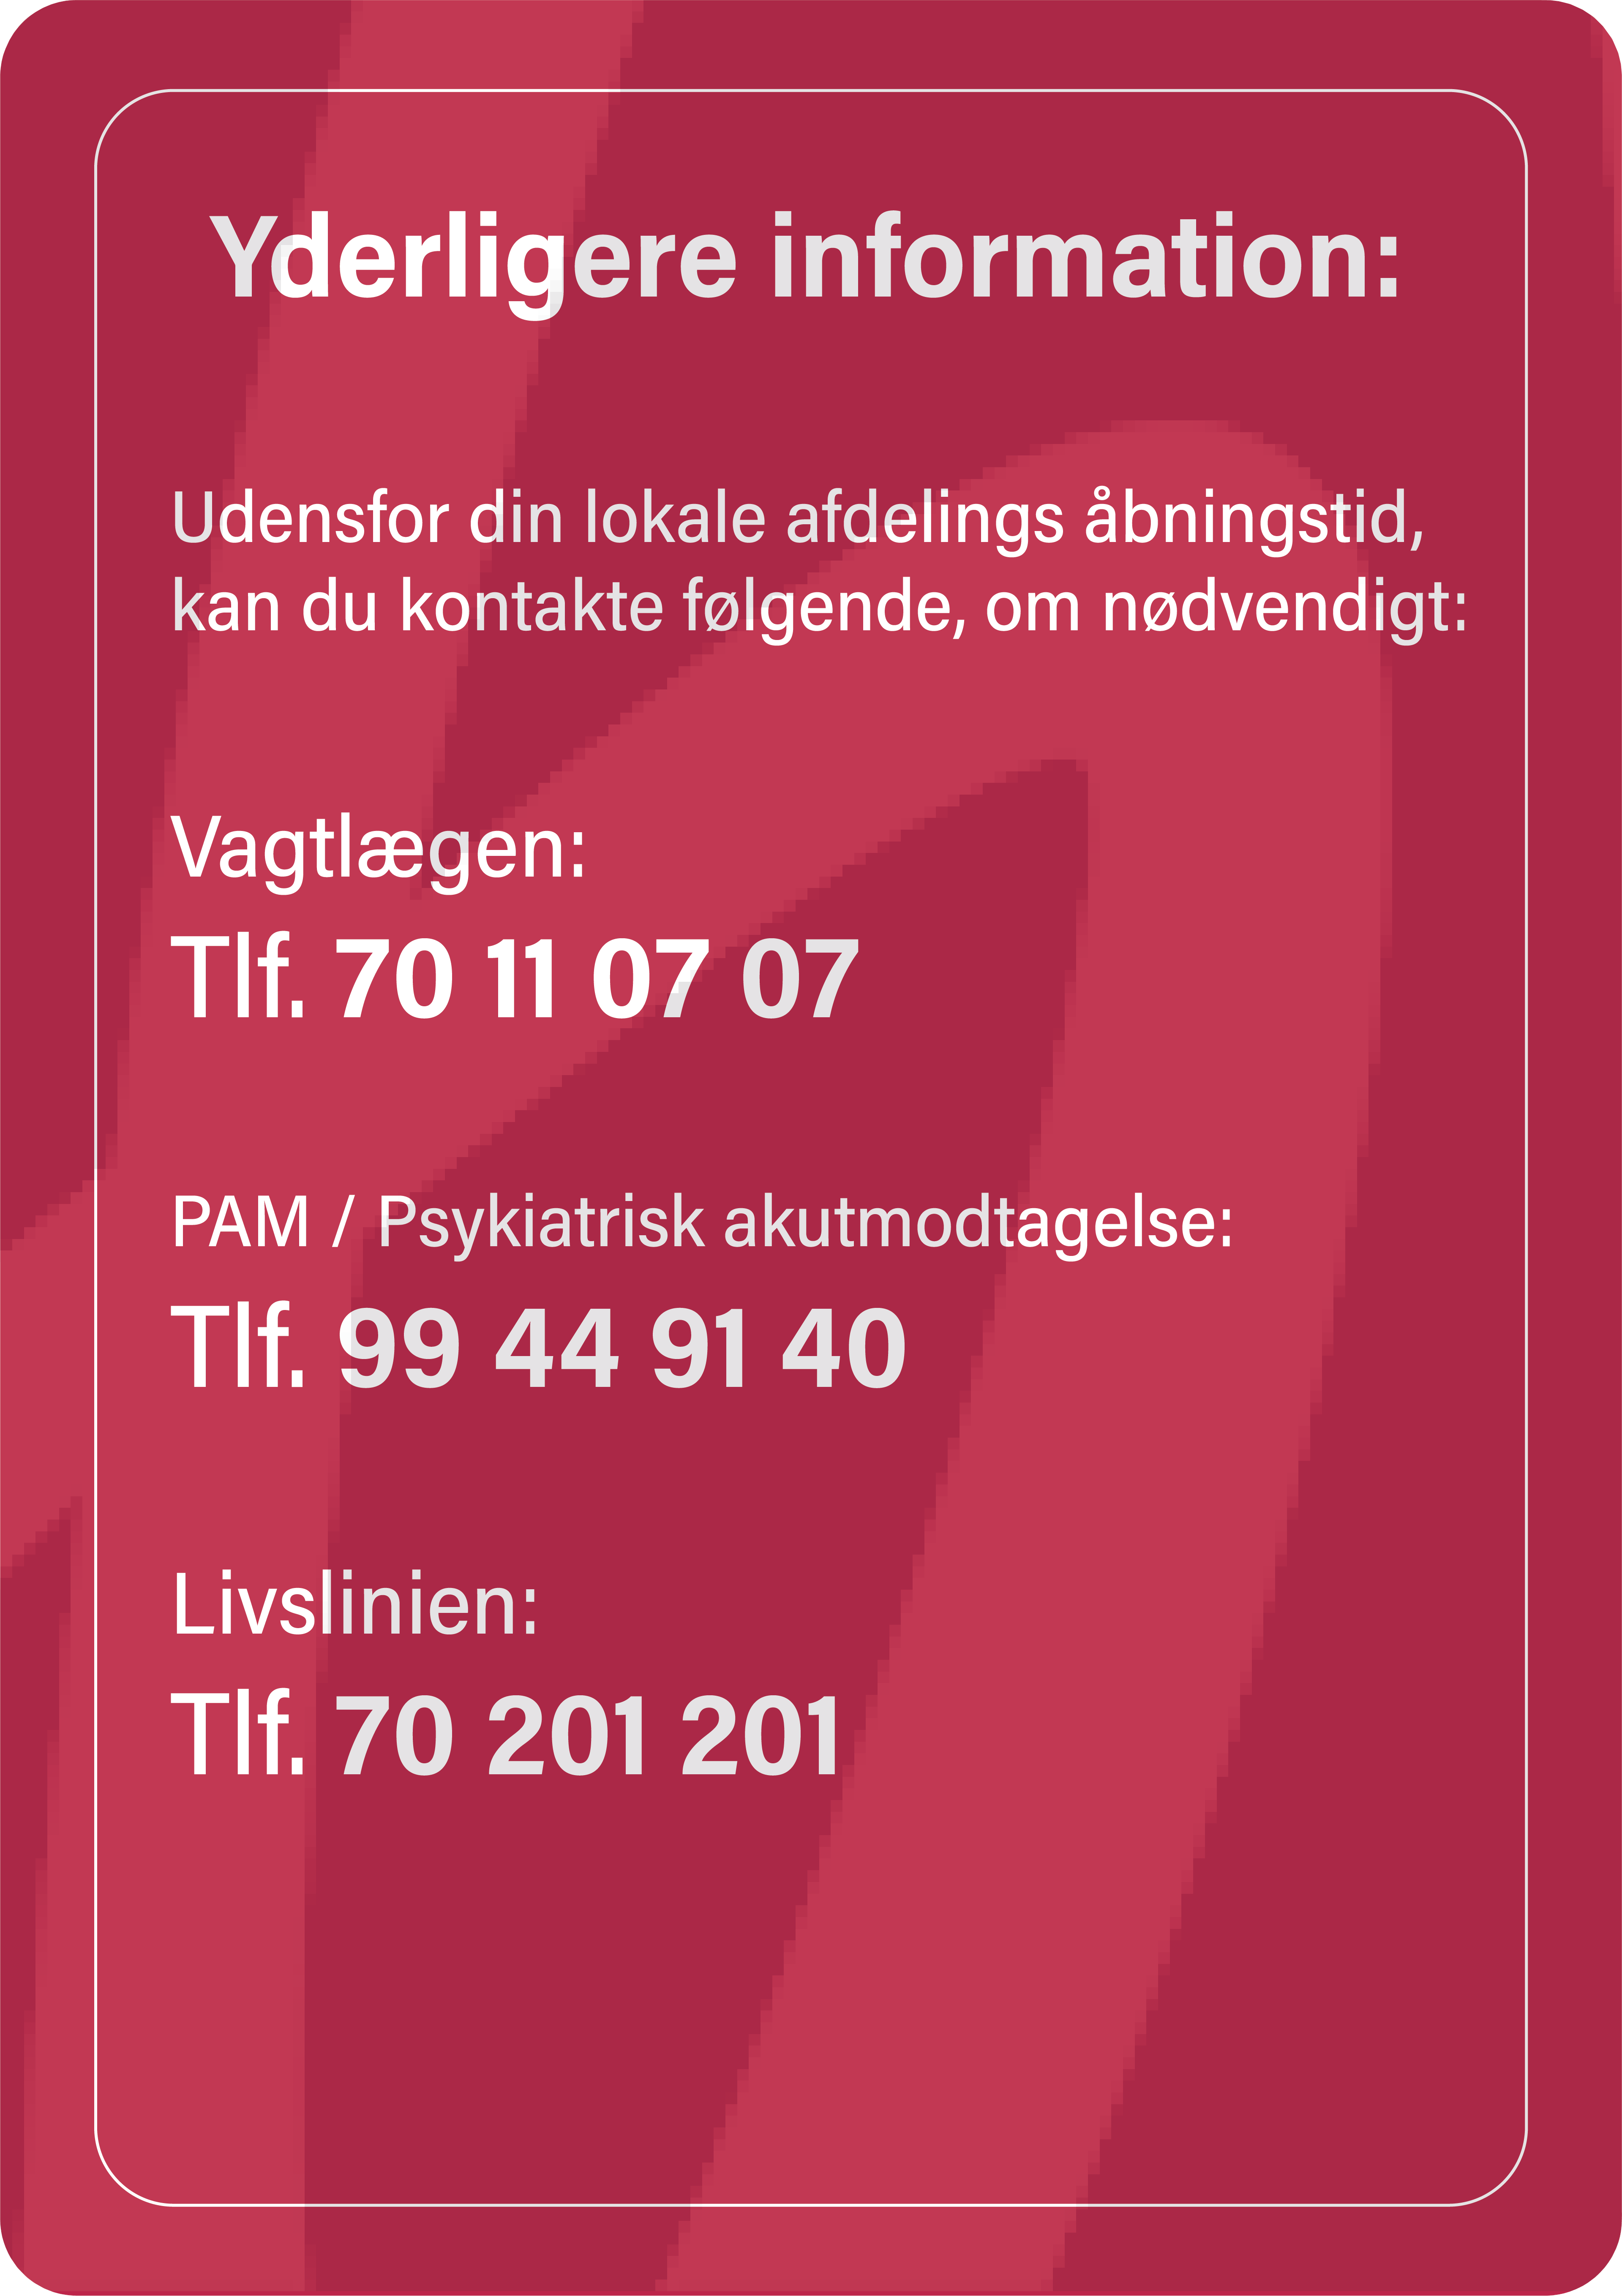 Yderligere information:
Udensfor din lokale afdelings åbningstid,
kan du kontakte følgende, om nødvendigt:
Vagtlægen:
Tlf. 70 11 07 07
PAM / Psykiatrisk akutmodtagelse:
Tlf. 99 44 91 40
Livslinien:
Tlf. 70 201 201